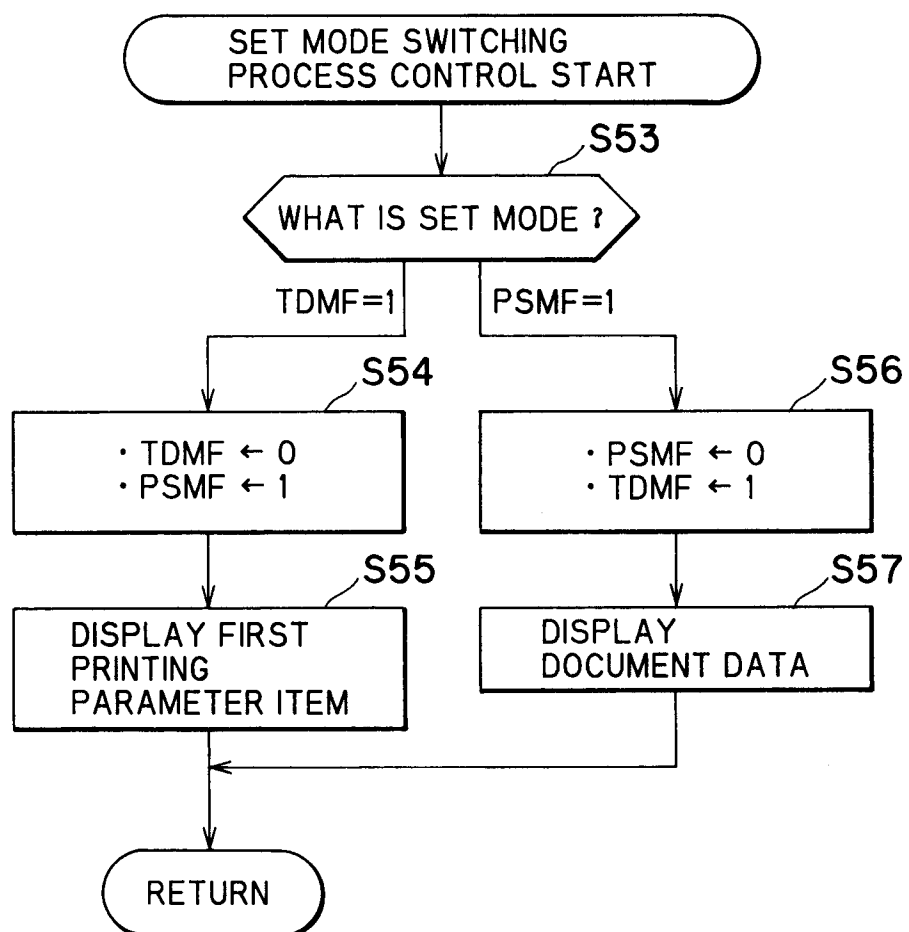 SET MODE SWITCHING
PROCESS CONTROL START
S53
WHAT IS SET MODE ?
TDMF=1
PSMF=1
S54
· TDMF ← 0
· PSMF ← 1
S56
· PSMF ← 0
· TDMF ← 1
S55
DISPLAY FIRST
PRINTING
PARAMETER ITEM
S57
DISPLAY
DOCUMENT DATA
RETURN